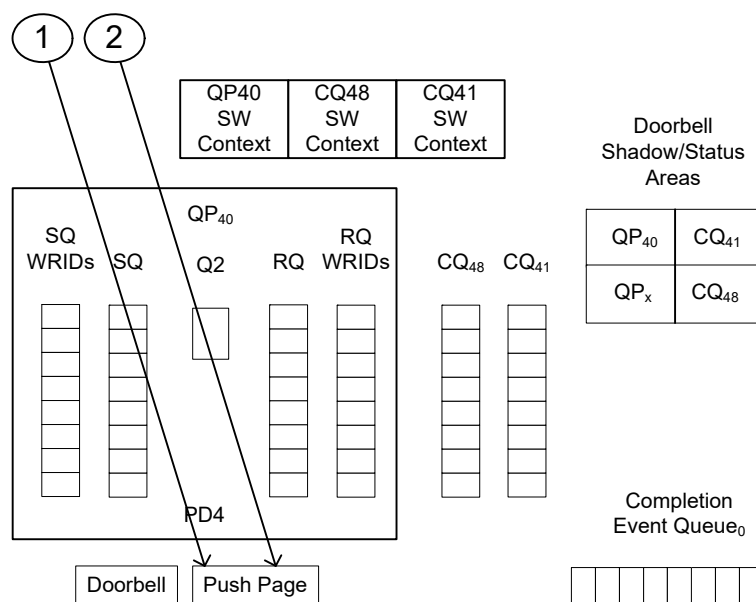 1 2
QP40 CQ48 CQ41
SW SW SW
Context Context Context
Doorbell
Shadow/Status
Areas
QP₄₀
SQ RQ
WRIDs SQ Q2 RQ WRIDs CQ₄₈ CQ₄₁
QP₄₀ CQ₄₁
QPₓ CQ₄₈
PD4
Completion
Event Queue₀
Doorbell Push Page